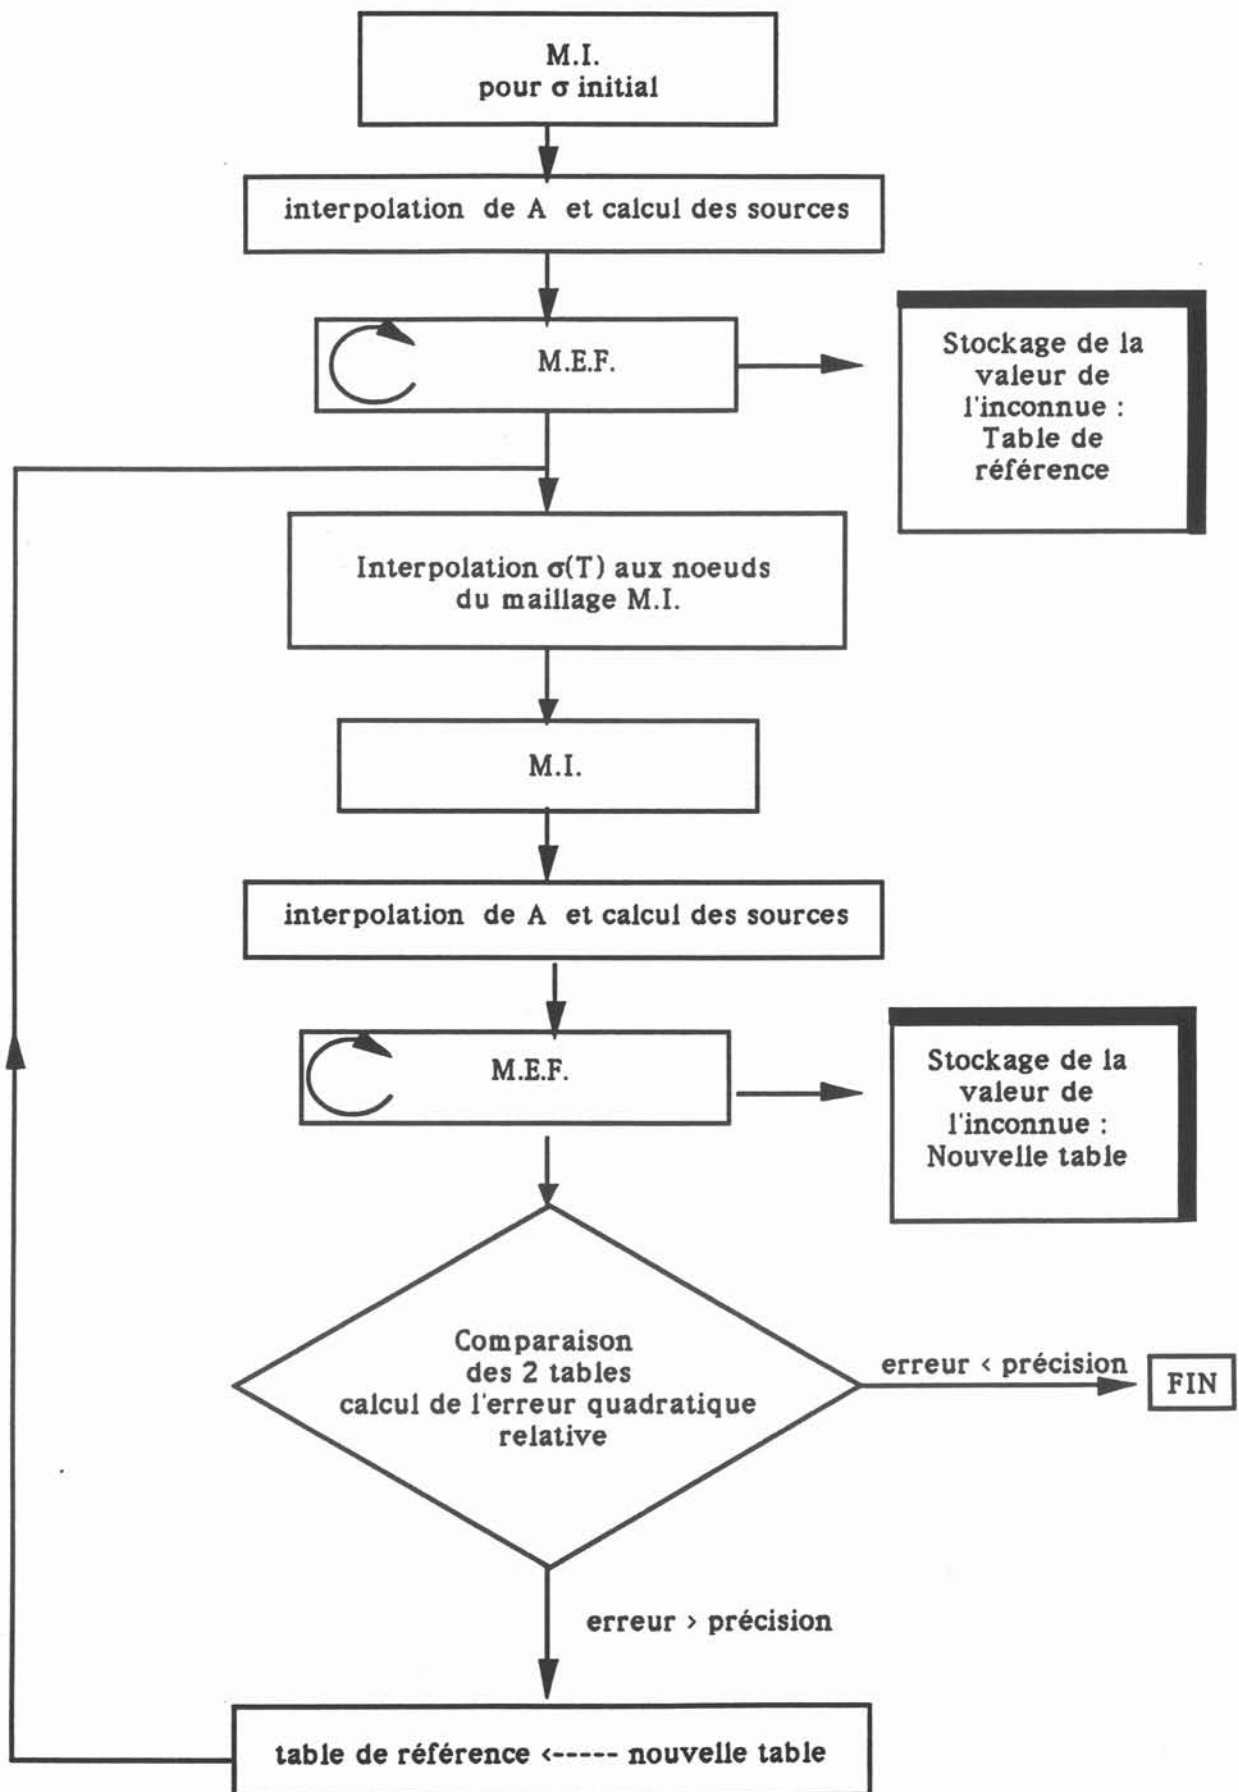 M.I.
pour σ initial
interpolation de A et calcul des sources
M.E.F.
Stockage de la
valeur de
l'inconnue :
Table de
référence
Interpolation σ(T) aux noeuds
du maillage M.I.
M.I.
interpolation de A et calcul des sources
M.E.F.
Stockage de la
valeur de
l'inconnue :
Nouvelle table
Comparaison
des 2 tables
calcul de l'erreur quadratique
relative
erreur < précision
FIN
erreur > précision
table de référence <----- nouvelle table